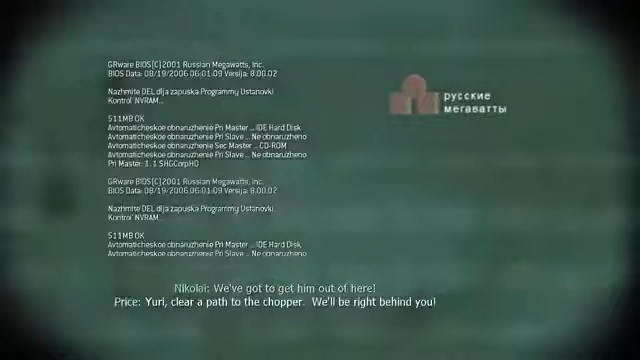 GRware BIOS(C)2001 Russian Megawatts, Inc.
BIOS Data: 08/19/2006 06:01:09 Versija: 8.00.02
Nazhmite DEL dlja zapuska Programmy Ustanovki
Kontrol' NVRAM...
русские
мегаватты
511MB OK
Avtomaticheskoe obnaruzhenie Pri Master ... IDE Hard Disk
Avtomaticheskoe obnaruzhenie Pri Slave ... Ne obnaruzheno
Avtomaticheskoe obnaruzhenie Sec Master ... CD-ROM
Avtomaticheskoe obnaruzhenie Pri Slave ... Ne obnaruzheno
Pri Master: 1.1 SHGCorpHD
GRware BIOS(C)2001 Russian Megawatts, Inc.
BIOS Data: 08/19/2006 06:01:09 Versija: 8.00.02
Nazhmite DEL dlja zapuska Programmy Ustanovki
Kontrol' NVRAM...
511MB OK
Avtomaticheskoe obnaruzhenie Pri Master ... IDE Hard Disk
Avtomaticheskoe obnaruzhenie Pri Slave ... Ne obnaruzheno
Nikolai: We've got to get him out of here!
Price: Yuri, clear a path to the chopper. We'll be right behind you!